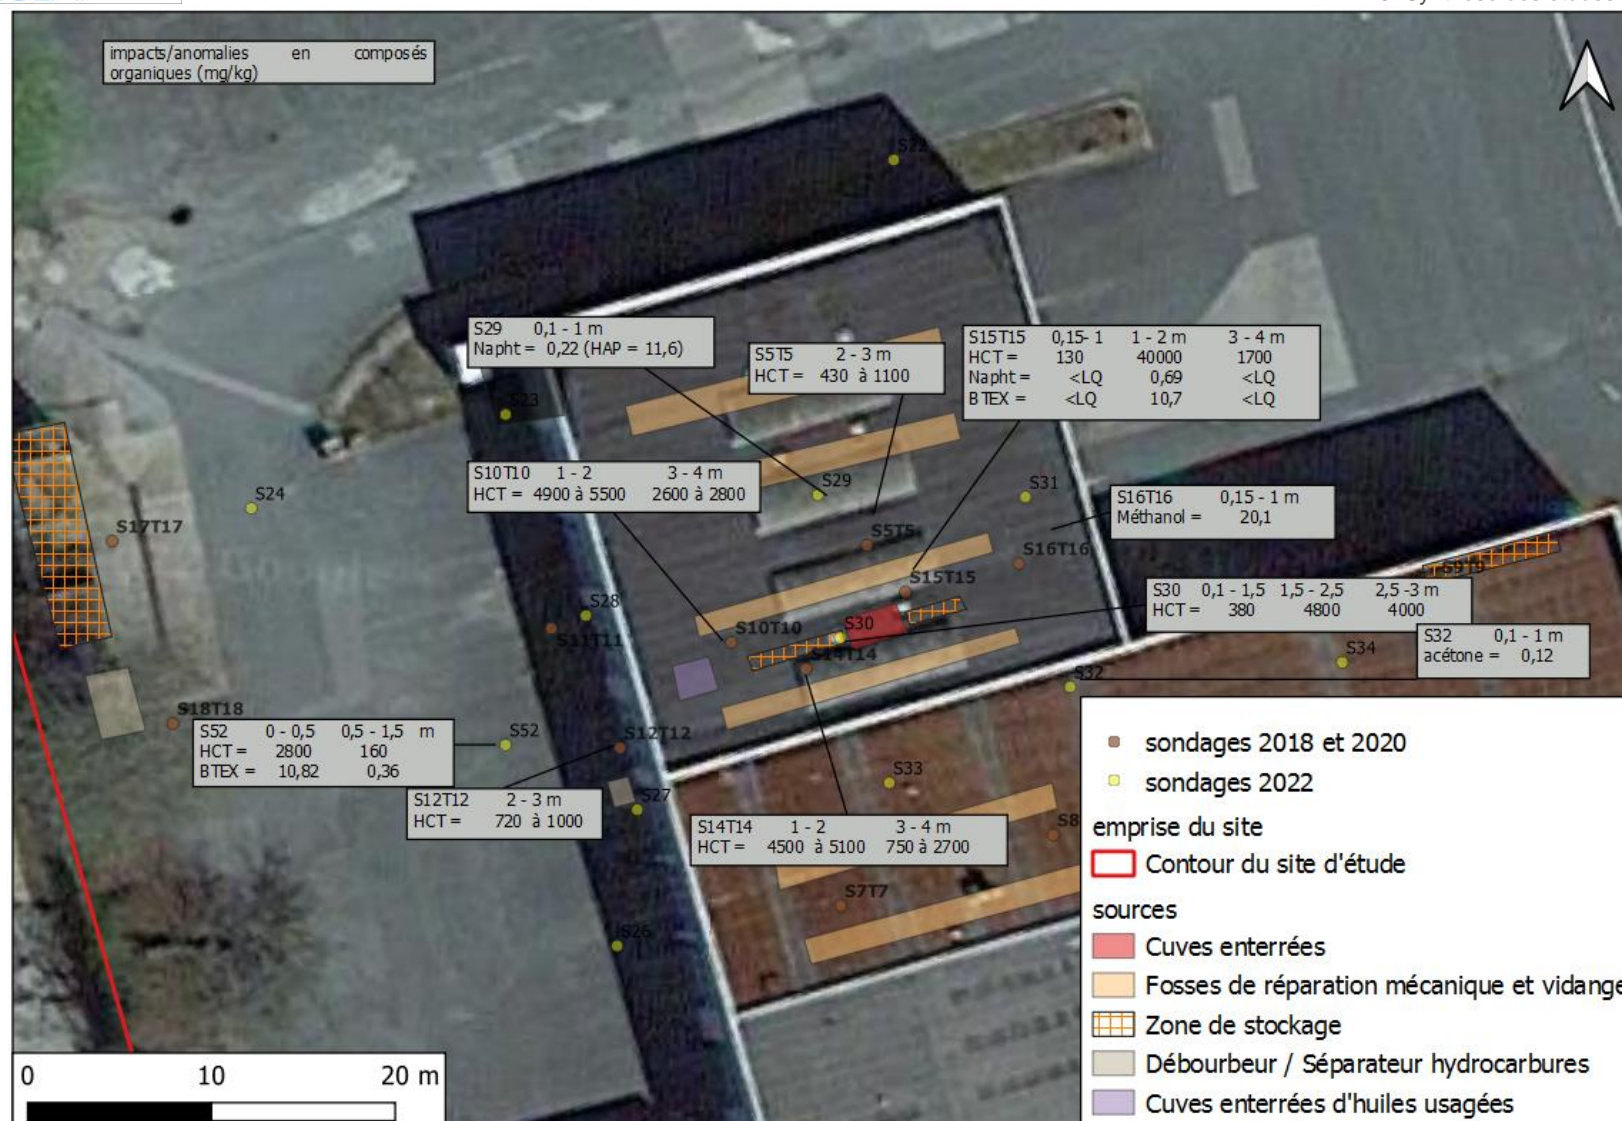 impacts/anomalies en composés
organiques (mg/kg)
S22
S29 0,1 - 1 m
Napht = 0,22 (HAP = 11,6)
S5T5 2 - 3 m
HCT = 430 à 1100
S15T15 0,15- 1 1 - 2 m 3 - 4 m
HCT = 130 40000 1700
Napht = <LQ 0,69 <LQ
BTEX = <LQ 10,7 <LQ
S23
S10T10 1 - 2 3 - 4 m
HCT = 4900 à 5500 2600 à 2800
S24
S29
S31
S16T16 0,15 - 1 m
Méthanol = 20,1
S17T17
S5T5
S16T16
S9T9
S15T15
S30 0,1 - 1,5 1,5 - 2,5 2,5 -3 m
HCT = 380 4800 4000
S28
S11T11
S10T10
S30
S14T14
S32 0,1 - 1 m
acétone = 0,12
S34
S32
S18T18
S52 0 - 0,5 0,5 - 1,5 m
HCT = 2800 160
BTEX = 10,82 0,36
S52
S12T12
S33
S12T12 2 - 3 m
HCT = 720 à 1000
S27
S14T14 1 - 2 3 - 4 m
HCT = 4500 à 5100 750 à 2700
S8
S7T7
S26
sondages 2018 et 2020
sondages 2022
emprise du site
Contour du site d'étude
sources
Cuves enterrées
Fosses de réparation mécanique et vidange
Zone de stockage
Débourbeur / Séparateur hydrocarbures
Cuves enterrées d'huiles usagées
0 10 20 m